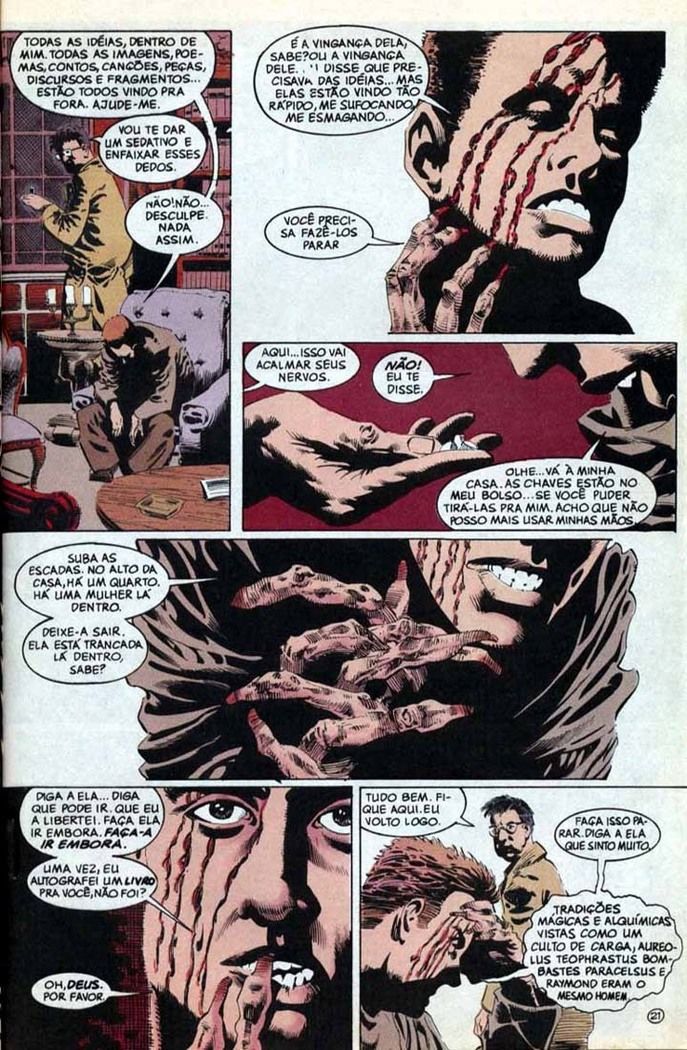 TODAS AS IDÉIAS, DENTRO DE
MIM. TODAS AS IMAGENS, POE-
MAS, CONTOS, CANÇÕES, PEÇAS,
DISCURSOS E FRAGMENTOS...
ESTÃO TODOS VINDO PRA
FORA. AJUDE-ME.
VOU TE DAR
UM SEDATIVO E
ENFAIXAR ESSES
DEDOS.
NÃO! NÃO...
DESCULPE.
NADA
ASSIM.
É A VINGANÇA DELA,
SABE? OU A VINGANÇA
DELE... "I DISSE QUE PRE-
CISAVA DAS IDÉIAS... MAS
ELAS ESTÃO VINDO TÃO
RÁPIDO, ME SUFOCANDO,
ME ESMAGANDO...
VOCÊ PRECI-
SA FAZÊ-LOS
PARAR
AQUI...ISSO VAI
ACALMAR SEUS
NERVOS.
NÃO!
EU TE
DISSE.
OLHE...VÁ À MINHA
CASA. AS CHAVES ESTÃO NO
MEU BOLSO...SE VOCÊ PUDER
TIRÁ-LAS PRA MIM. ACHO QUE NÃO
POSSO MAIS USAR MINHAS MÃOS.
SUBA AS
ESCADAS. NO ALTO DA
CASA, HÁ UM QUARTO.
HÁ UMA MULHER LÁ
DENTRO.
DEIXE-A SAIR.
ELA ESTÁ TRANCADA
LÁ DENTRO,
SABE?
DIGA A ELA... DIGA
QUE PODE IR. QUE EU
A LIBERTEI. FAÇA ELA
IR EMBORA. FAÇA-A
IR EMBORA.
UMA VEZ, EU
AUTOGRAFEI UM LIVRO
PRA VOCÊ, NÃO FOI?
OH, DEUS.
POR FAVOR
TUDO BEM. FI-
QUE AQUI. EU
VOLTO LOGO.
FAÇA ISSO PA-
RAR. DIGA A ELA
QUE SINTO MUITO.
TRADIÇÕES
MÁGICAS E ALQUÍMICAS
VISTAS COMO UM
CULTO DE CARGA, AUREO-
LUS TEOPHRASTUS BOM-
BASTES PARACELSUS E
RAYMOND ERAM O
MESMO HOMEM.
21